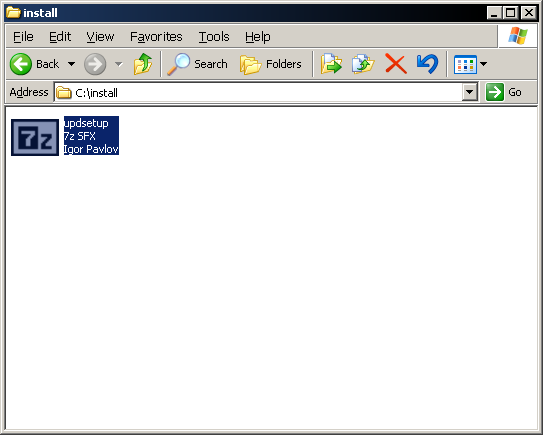 install
File Edit View Favorites Tools Help
Back Search Folders
Address C:\install Go
7z
updsetup
7z SFX
Igor Pavlov